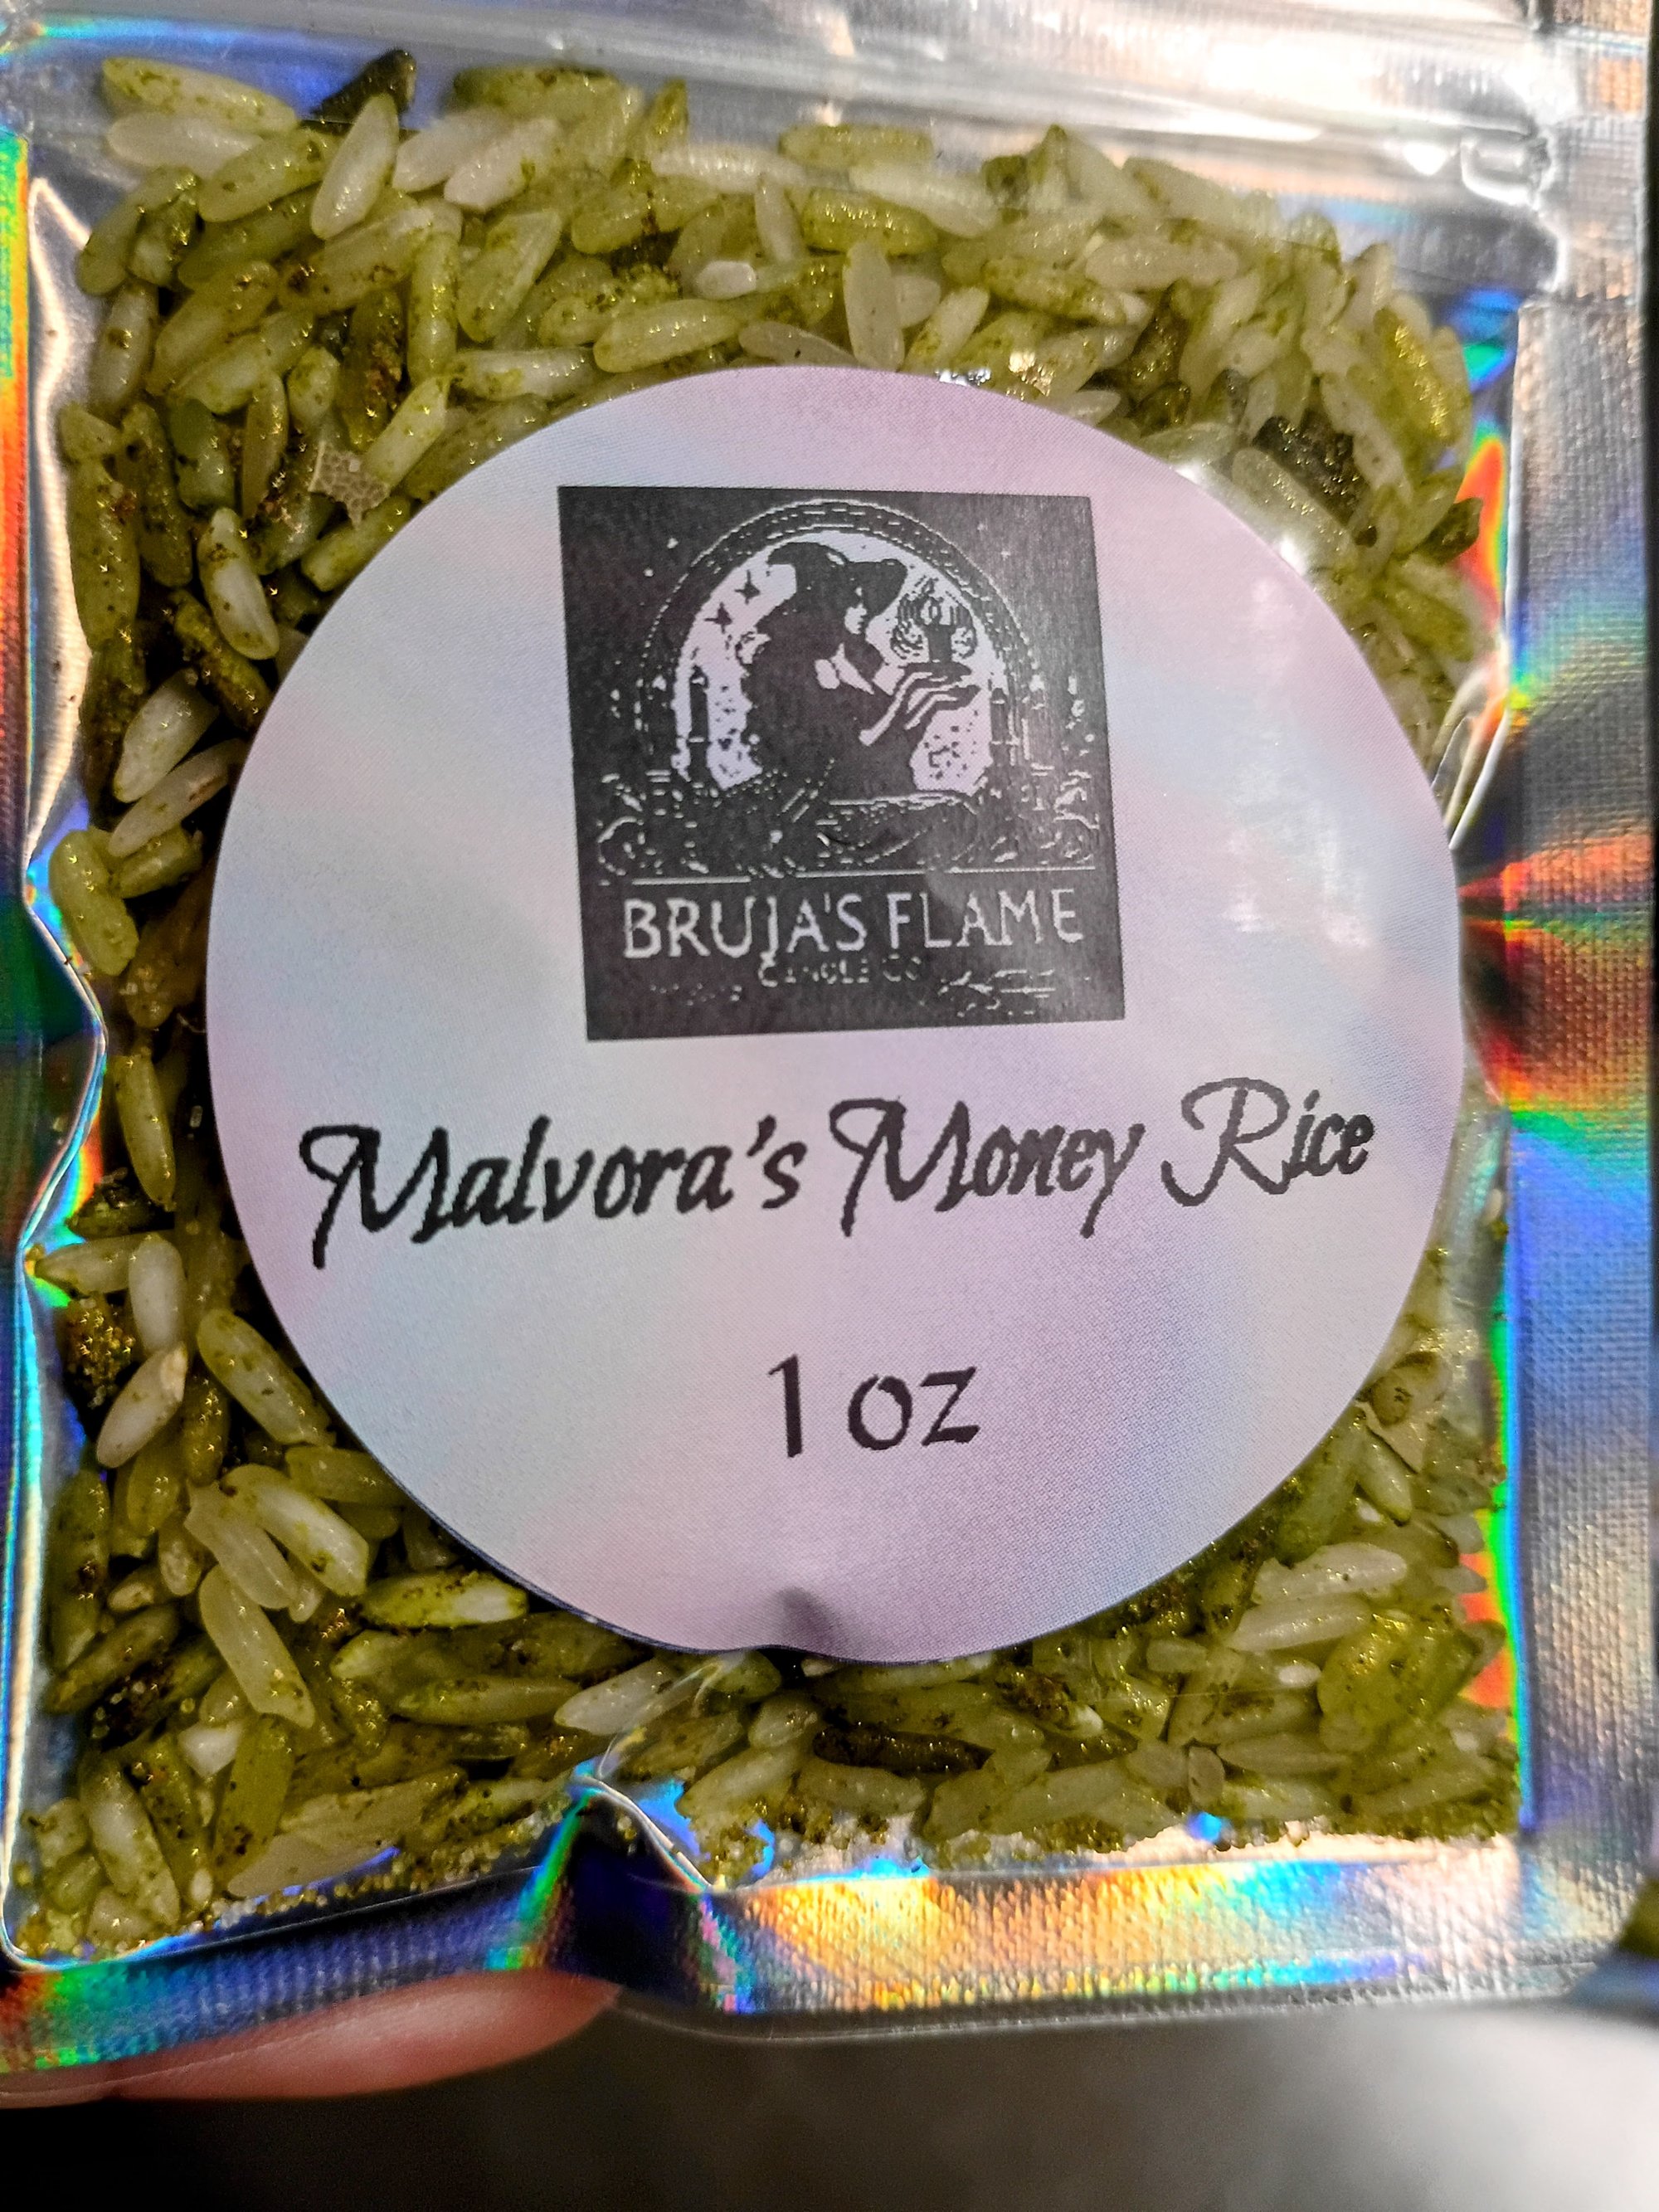 BRUJA'S FLAME
CANDLE CO
Malvora's Money Rice
1 oz